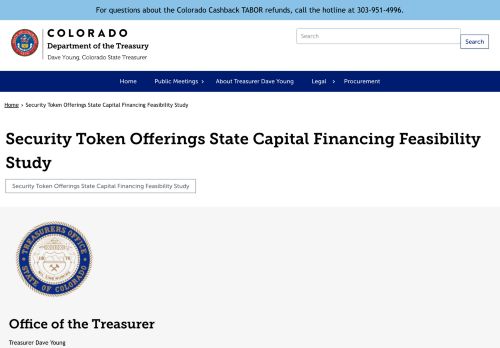 For questions about the Colorado Cashback TABOR refunds, call the hotline at 303-951-4996.
COLORADO
Department of the Treasury
Dave Young, Colorado State Treasurer
Search
Search
Home
Public Meetings
About Treasurer Dave Young
Legal
Procurement
Home > Security Token Offerings State Capital Financing Feasibility Study
Security Token Offerings State Capital Financing Feasibility
Study
Security Token Offerings State Capital Financing Feasibility Study
TREASURERS OFFICE
STATE OF COLORADO
Office of the Treasurer
Treasurer Dave Young